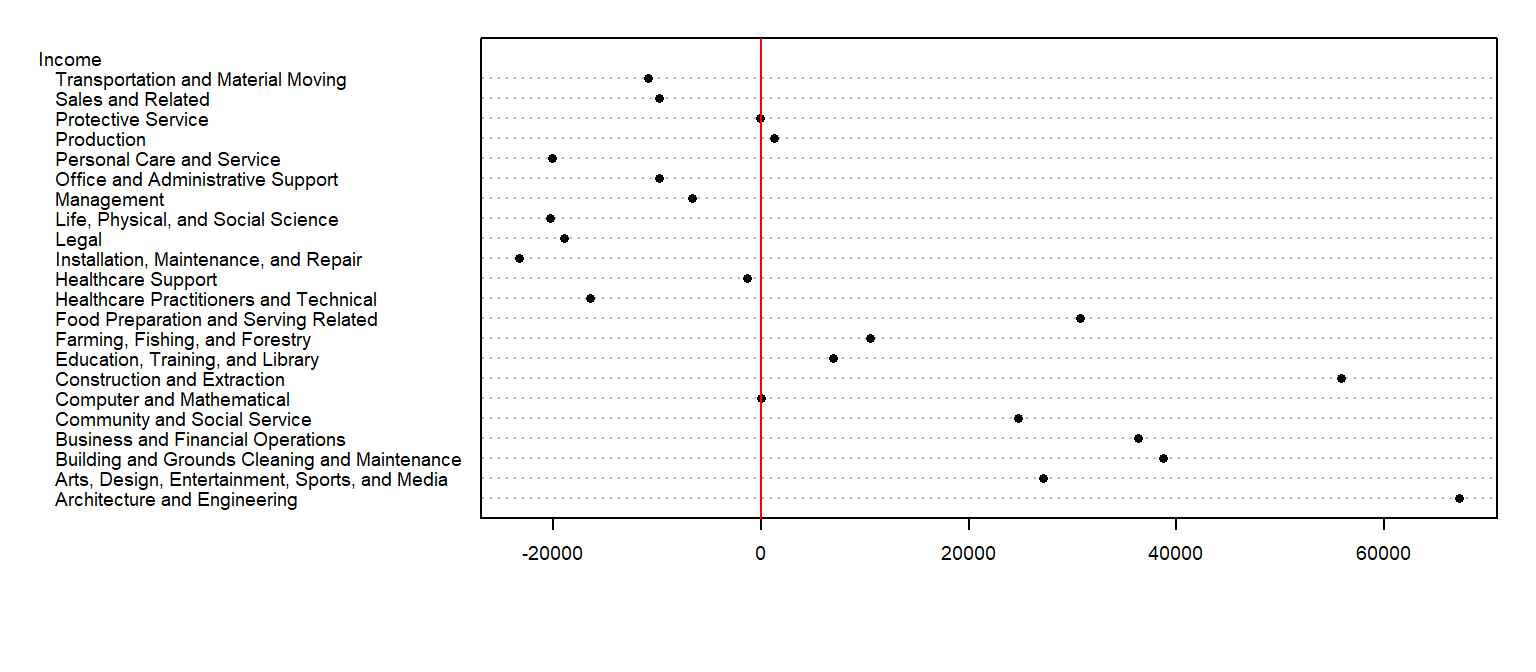 Income
Transportation and Material Moving
Sales and Related
Protective Service
Production
Personal Care and Service
Office and Administrative Support
Management
Life, Physical, and Social Science
Legal
Installation, Maintenance, and Repair
Healthcare Support
Healthcare Practitioners and Technical
Food Preparation and Serving Related
Farming, Fishing, and Forestry
Education, Training, and Library
Construction and Extraction
Computer and Mathematical
Community and Social Service
Business and Financial Operations
Building and Grounds Cleaning and Maintenance
Arts, Design, Entertainment, Sports, and Media
Architecture and Engineering
-20000 0 20000 40000 60000